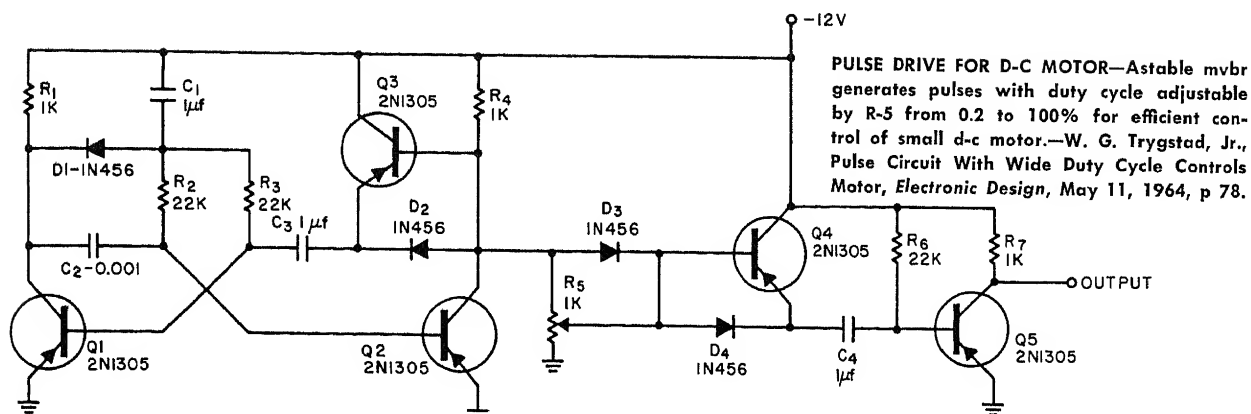 -12V
PULSE DRIVE FOR D-C MOTOR—Astable mvbr
generates pulses with duty cycle adjustable
by R-5 from 0.2 to 100% for efficient con-
trol of small d-c motor.—W. G. Trygstad, Jr.,
Pulse Circuit With Wide Duty Cycle Controls
Motor, Electronic Design, May 11, 1964, p 78.
R1
1K
C1
1μf
Q3
2N1305
R4
1K
D1-1N456
R2
22K
R3
22K
C3 1μf
D2
1N456
D3
1N456
Q4
2N1305
R6
22K
R7
1K
C2-0.001
R5
1K
OUTPUT
Q1
2N1305
Q2
2N1305
D4
1N456
C4
1μf
Q5
2N1305